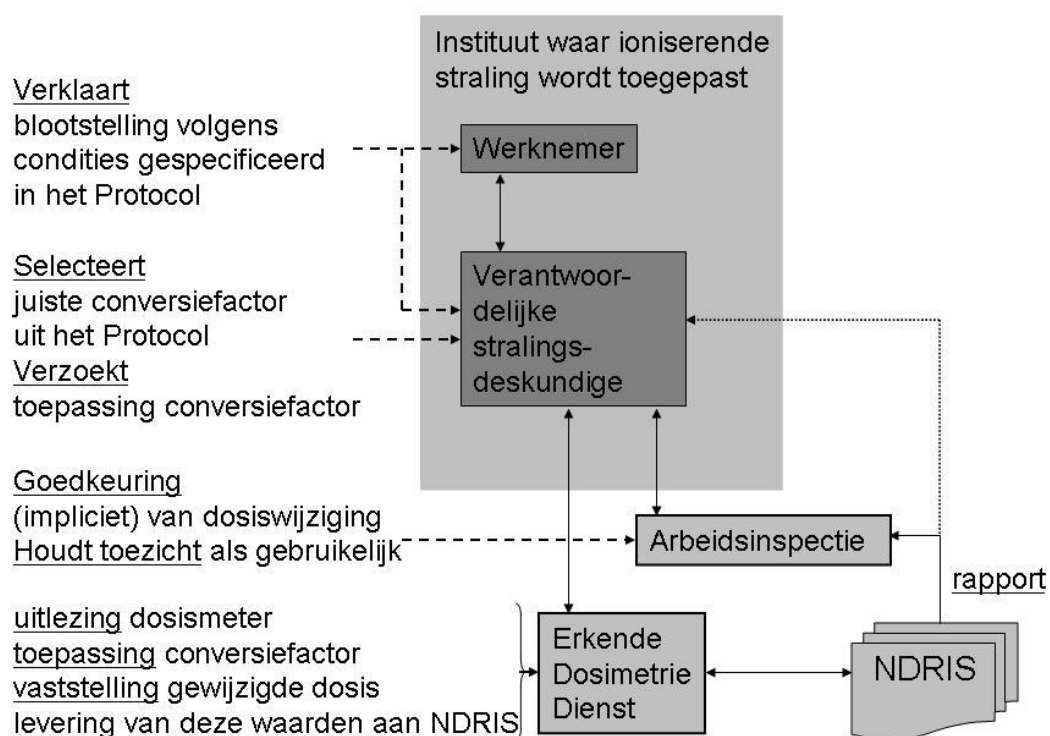 Instituut waar ioniserende
straling wordt toegepast
Verklaart
blootstelling volgens
condities gespecificeerd
in het Protocol
Werknemer
Selecteert
juiste conversiefactor
uit het Protocol
Verzoekt
toepassing conversiefactor
Verantwoor-
delijke
stralings-
deskundige
Goedkeuring
(impliciet) van dosiswijziging
Houdt toezicht als gebruikelijk
Arbeidsinspectie
rapport
uitlezing dosismeter
toepassing conversiefactor
vaststelling gewijzigde dosis
levering van deze waarden aan NDRIS
Erkende
Dosimetrie
Dienst
NDRIS